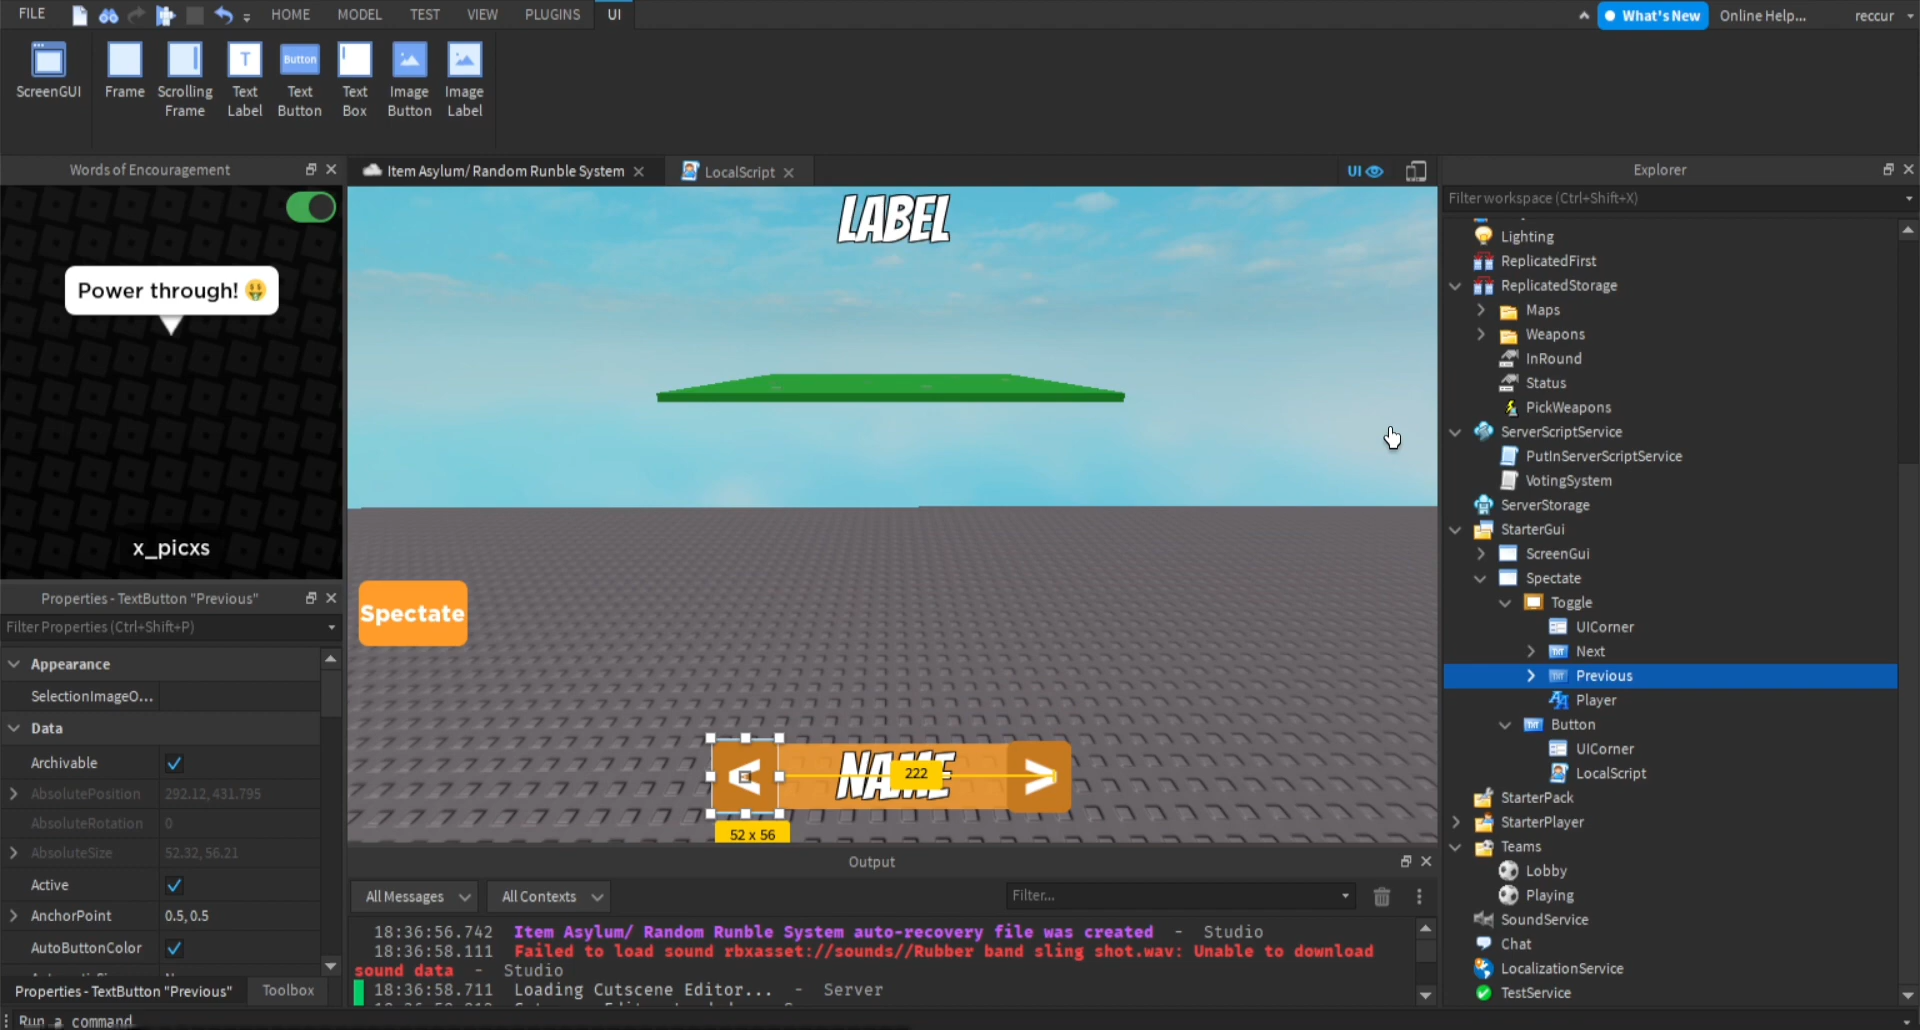 FILE
HOME
MODEL
TEST
VIEW
PLUGINS
UI
What's New
Online Help...
reccur
ScreenGUI
Frame
Scrolling
Frame
Text
Label
Button
Text
Button
Text
Box
Image
Button
Image
Label
Words of Encouragement
Power through! 🤑
x_picxs
Item Asylum/ Random Runble System
LocalScript
UI
LABEL
Spectate
<
NAME
222
>
52 x 56
Properties - TextButton "Previous"
Filter Properties (Ctrl+Shift+P)
Appearance
SelectionImageO...
Data
Archivable
AbsolutePosition 292.12, 431.795
AbsoluteRotation 0
AbsoluteSize 52.32, 56.21
Active
AnchorPoint 0.5, 0.5
AutoButtonColor
Properties - TextButton "Previous"
Toolbox
Run a command
Output
All Messages
All Contexts
Filter...
18:36:56.742 Item Asylum/ Random Runble System auto-recovery file was created - Studio
18:36:58.111 Failed to load sound rbxasset://sounds//Rubber band sling shot.wav: Unable to download
sound data - Studio
18:36:58.711 Loading Cutscene Editor... - Server
Explorer
Filter workspace (Ctrl+Shift+X)
Lighting
ReplicatedFirst
ReplicatedStorage
Maps
Weapons
InRound
Status
PickWeapons
ServerScriptService
PutInServerScriptService
VotingSystem
ServerStorage
StarterGui
ScreenGui
Spectate
Toggle
UICorner
Next
Previous
Player
Button
UICorner
LocalScript
StarterPack
StarterPlayer
Teams
Lobby
Playing
SoundService
Chat
LocalizationService
TestService